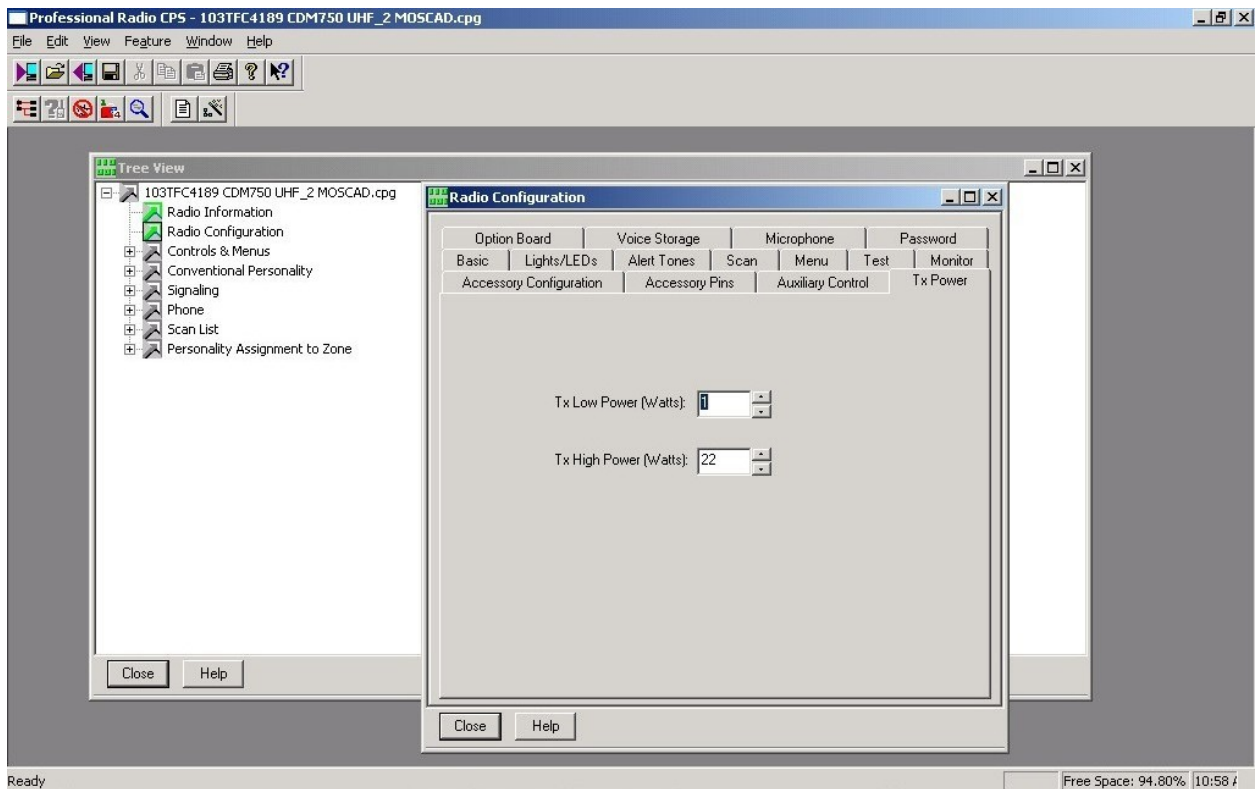 Professional Radio CPS - 103TFC4189 CDM750 UHF_2 MOSCAD.cpg
File Edit View Feature Window Help
Tree View
103TFC4189 CDM750 UHF_2 MOSCAD.cpg
Radio Information
Radio Configuration
Controls & Menus
Conventional Personality
Signaling
Phone
Scan List
Personality Assignment to Zone
Close Help
Radio Configuration
Option Board Voice Storage Microphone Password
Basic Lights/LEDs Alert Tones Scan Menu Test Monitor
Accessory Configuration Accessory Pins Auxiliary Control Tx Power
Tx Low Power (Watts): 1
Tx High Power (Watts): 22
Close Help
Ready Free Space: 94.80% 10:58